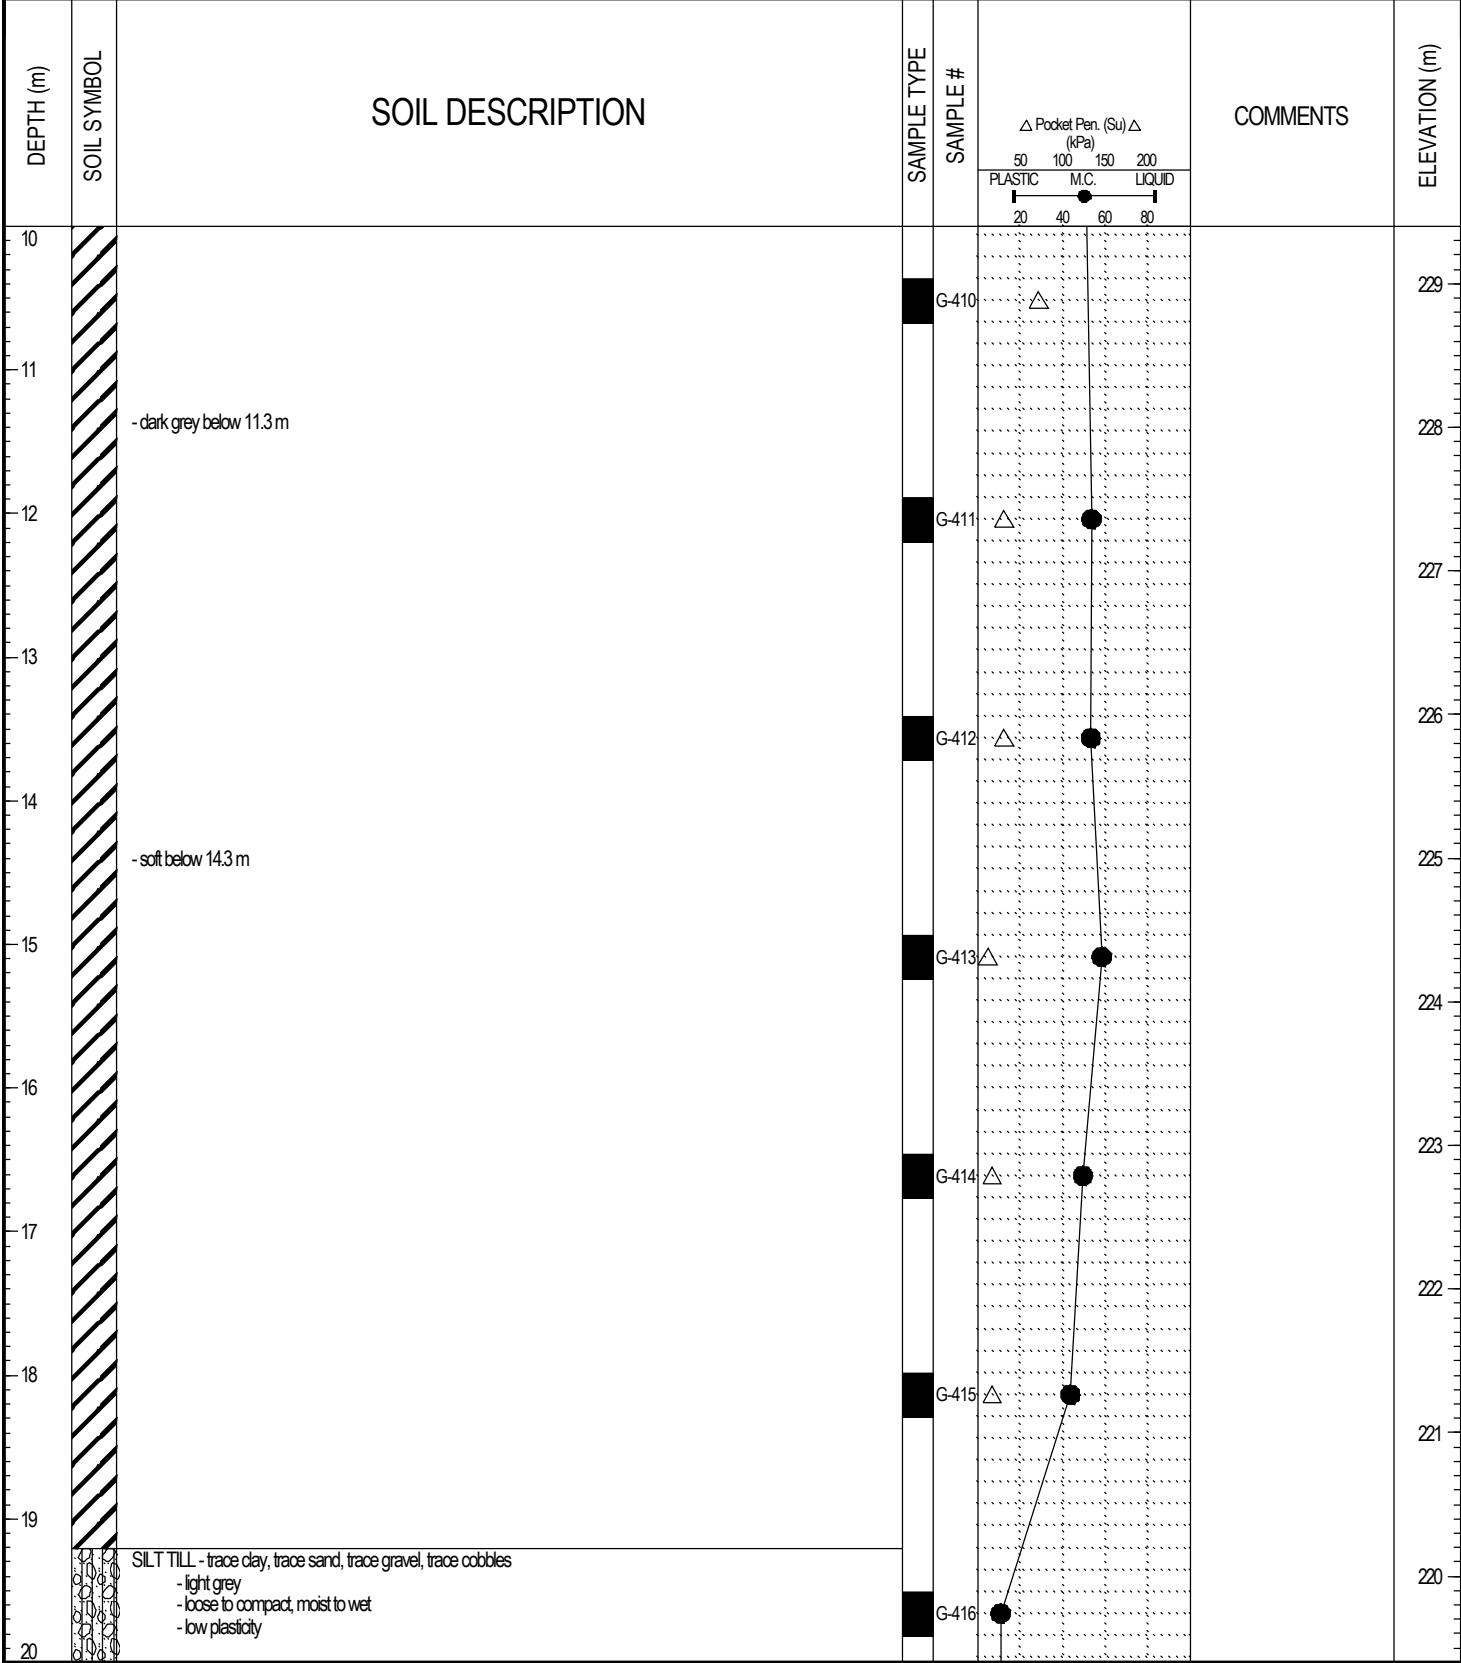 DEPTH (m)
SOIL SYMBOL
SOIL DESCRIPTION
SAMPLE TYPE
SAMPLE #
△ Pocket Pen. (Su) △
(kPa)
50 100 150 200
PLASTIC M.C. LIQUID
20 40 60 80
COMMENTS
ELEVATION (m)
10
229
G-410
11
- dark grey below 11.3 m
228
12
G-411
227
13
226
G-412
14
- soft below 14.3 m
225
15
G-413
224
16
223
G-414
17
222
18
G-415
221
19
SILT TILL - trace clay, trace sand, trace gravel, trace cobbles
- light grey
- loose to compact, moist to wet
- low plasticity
220
G-416
20